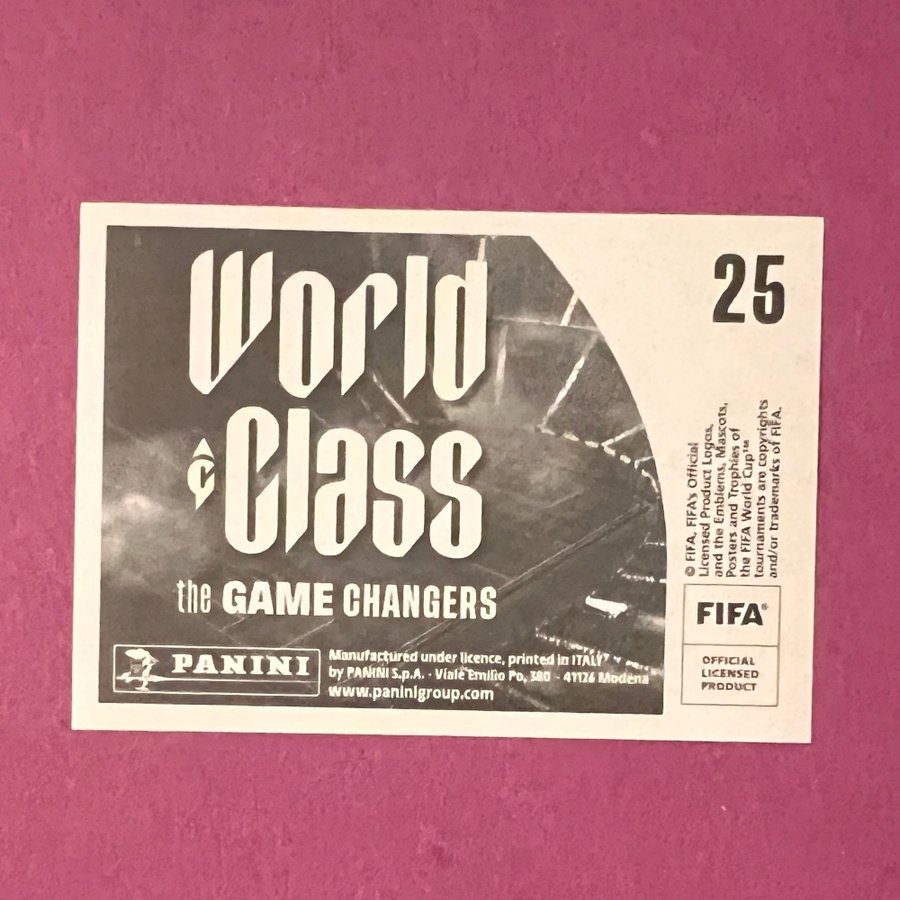 World
Class
the GAME CHANGERS
PANINI
Manufactured under licence, printed in ITALY
by PANINI S.p.A. - Viale Emilio Po, 380 - 41126 Modena
www.paninigroup.com
25
© FIFA, FIFA's Official
Licensed Product Logos,
and the Emblems, Mascots,
Posters and Trophies of
the FIFA World Cup™
tournaments are copyrights
and/or trademarks of FIFA.
FIFA®
OFFICIAL
LICENSED
PRODUCT